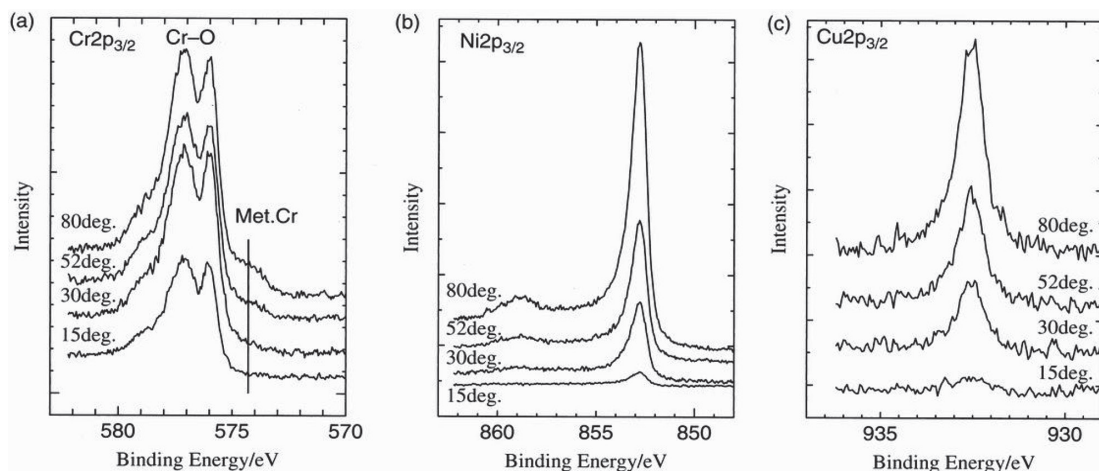 (a)
Cr2p3/2
Cr–O
Met.Cr
80deg.
52deg.
30deg.
15deg.
Intensity
580
575
570
Binding Energy/eV
(b)
Ni2p3/2
80deg.
52deg.
30deg.
15deg.
Intensity
860
855
850
Binding Energy/eV
(c)
Cu2p3/2
80deg.
52deg.
30deg.
15deg.
Intensity
935
930
Binding Energy/eV